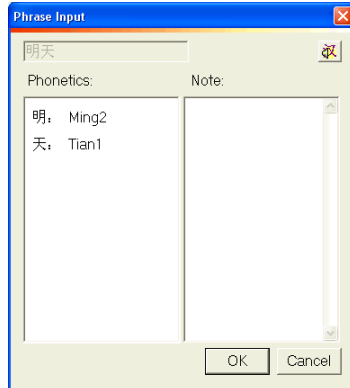 Phrase Input
明天
Phonetics: Note:
明： Ming2
天： Tian1
OK Cancel